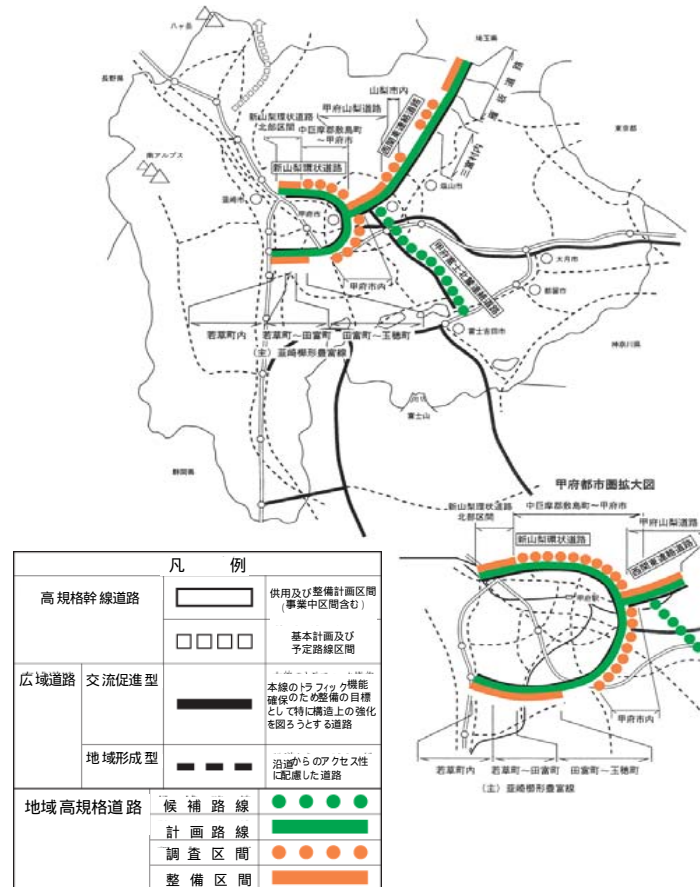 八ヶ岳
長野県
南アルプス
埼玉県
雁坂道路
山梨市内
甲府山梨道路
西関東連絡道路
新山梨環状道路
北部区間
中巨摩郡敷島町
～甲府市
三富村内
東京都
新山梨環状道路
韮崎市
甲府市
塩山市
甲府富士北麓連絡道路
大月市
都留市
甲府市内
若草町内
若草町～田富町
田富町～玉穂町
(主) 韮崎櫛形豊富線
富士吉田市
神奈川県
富士山
静岡県
甲府都市圏拡大図
新山梨環状道路
北部区間
中巨摩郡敷島町～甲府市
甲府山梨道路
新山梨環状道路
西関東連絡道路
甲府駅
甲府市内
若草町内
若草町～田富町
田富町～玉穂町
(主) 韮崎櫛形豊富線
凡 例
高規格幹線道路
供用及び整備計画区間
(事業中区間含む)
基本計画及び
予定路線区間
広域道路
交流促進型
本線のトラフィック機能
確保のため整備の目標
として特に構造上の強化
を図ろうとする道路
地域形成型
沿道からのアクセス性
に配慮した道路
地域高規格道路
候補路線
計画路線
調査区間
整備区間